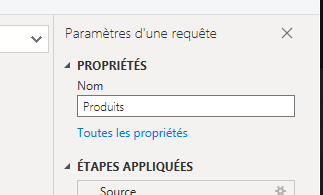 Paramètres d'une requête
PROPRIÉTÉS
Nom
Produits
Toutes les propriétés
ÉTAPES APPLIQUÉES
Source